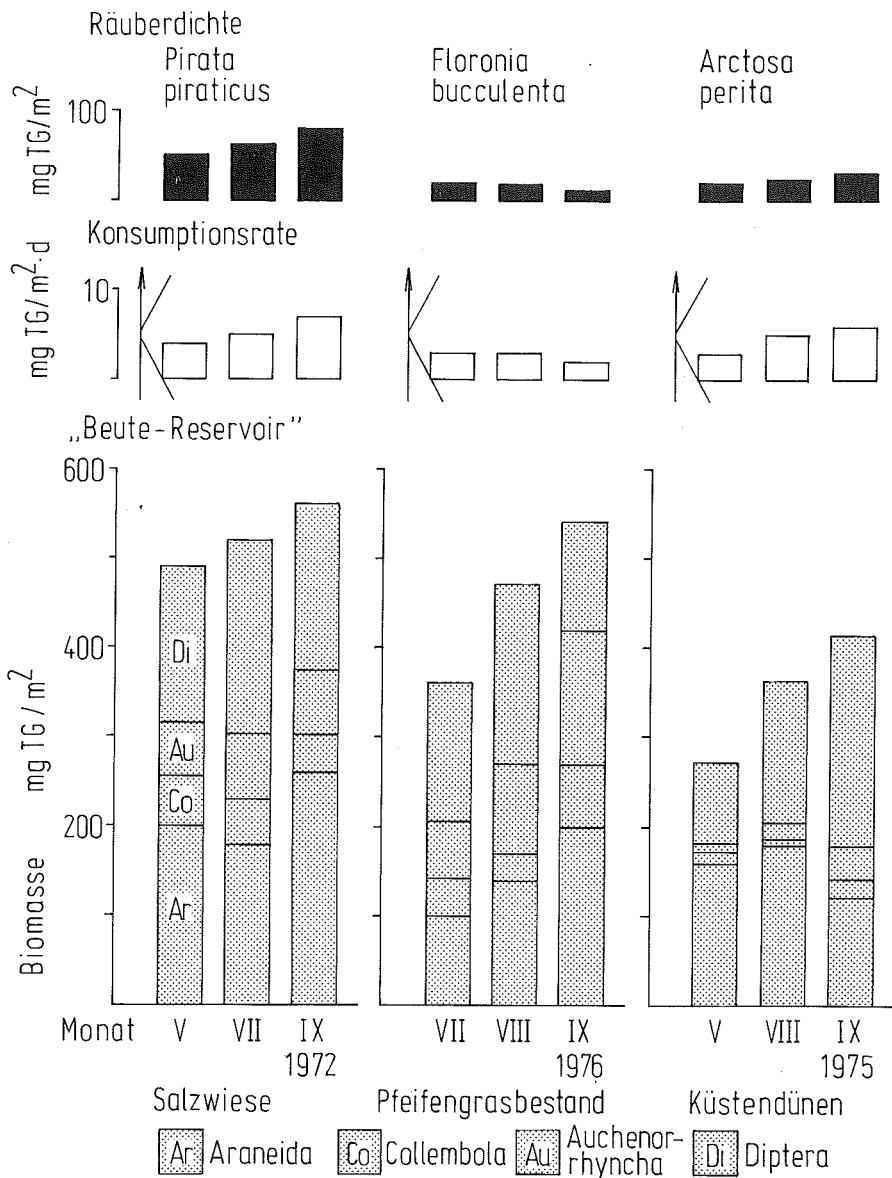 Räuberdichte
Pirata
piraticus
Floronia
bucculenta
Arctosa
perita
100
mg TG/m²
Konsumptionsrate
10
mg TG/m²·d
„Beute-Reservoir"
600
400
200
Biomasse mg TG/m²
Di
Au
Co
Ar
Monat V VII IX VII VIII IX V VIII IX
1972 1976 1975
Salzwiese Pfeifengrasbestand Küstendünen
Ar Araneida Co Collembola Au Auchenor-
rhyncha Di Diptera